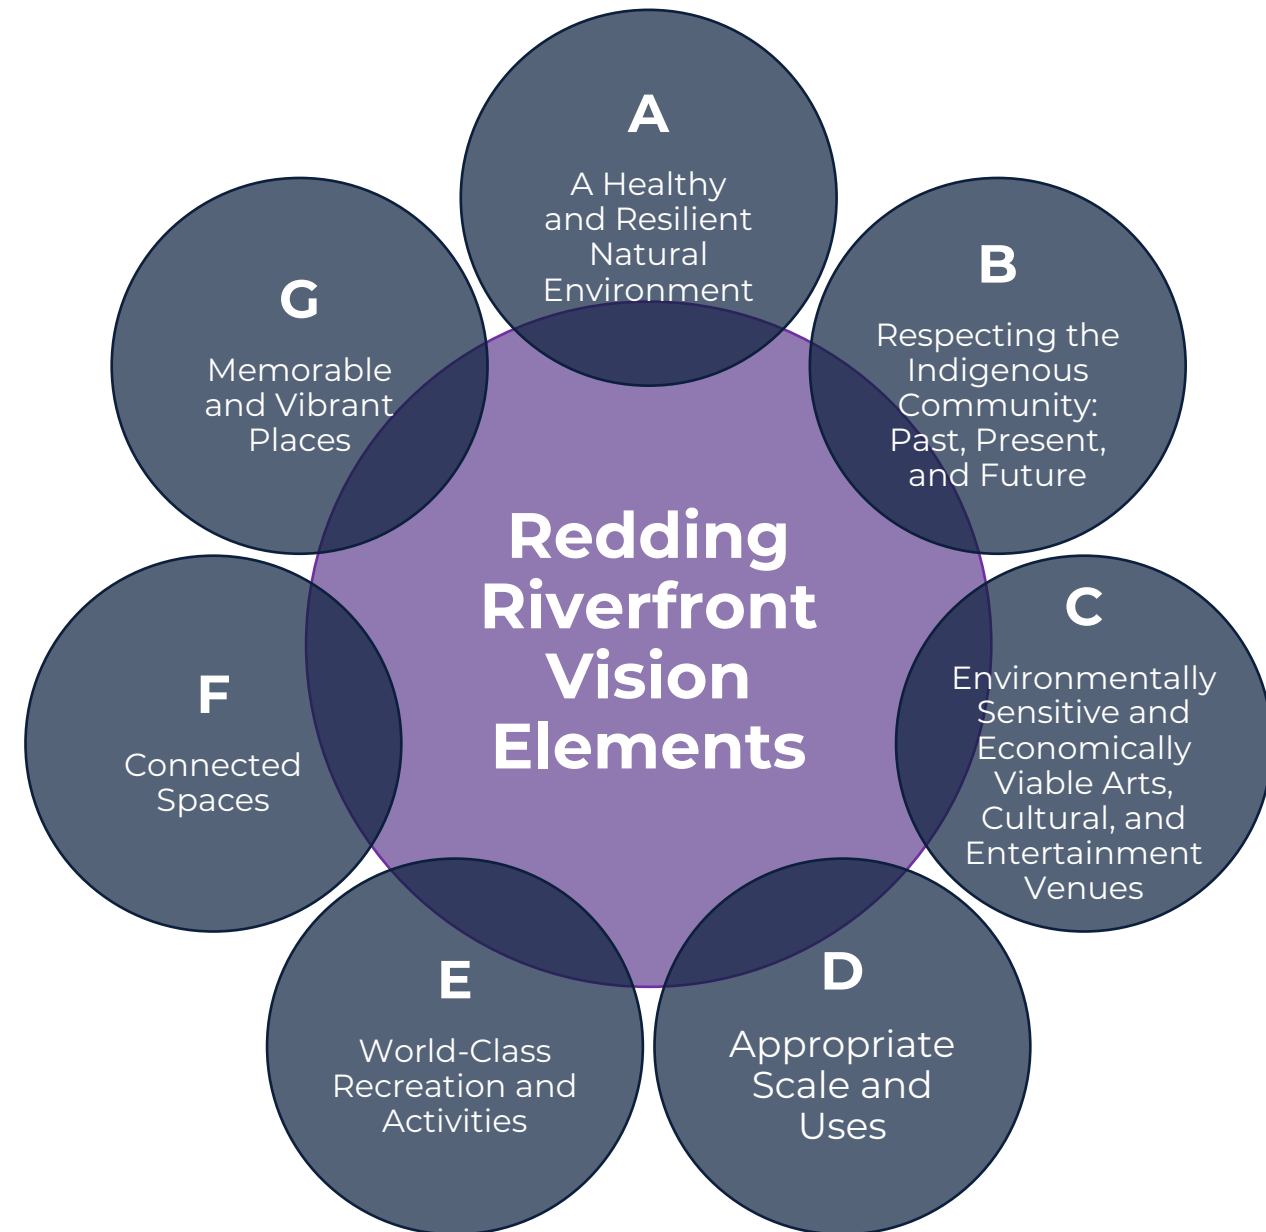 A
A Healthy
and Resilient
Natural
Environment
B
Respecting the
Indigenous
Community:
Past, Present,
and Future
C
Environmentally
Sensitive and
Economically
Viable Arts,
Cultural, and
Entertainment
Venues
D
Appropriate
Scale and
Uses
E
World-Class
Recreation and
Activities
F
Connected
Spaces
G
Memorable
and Vibrant
Places
Redding
Riverfront
Vision
Elements